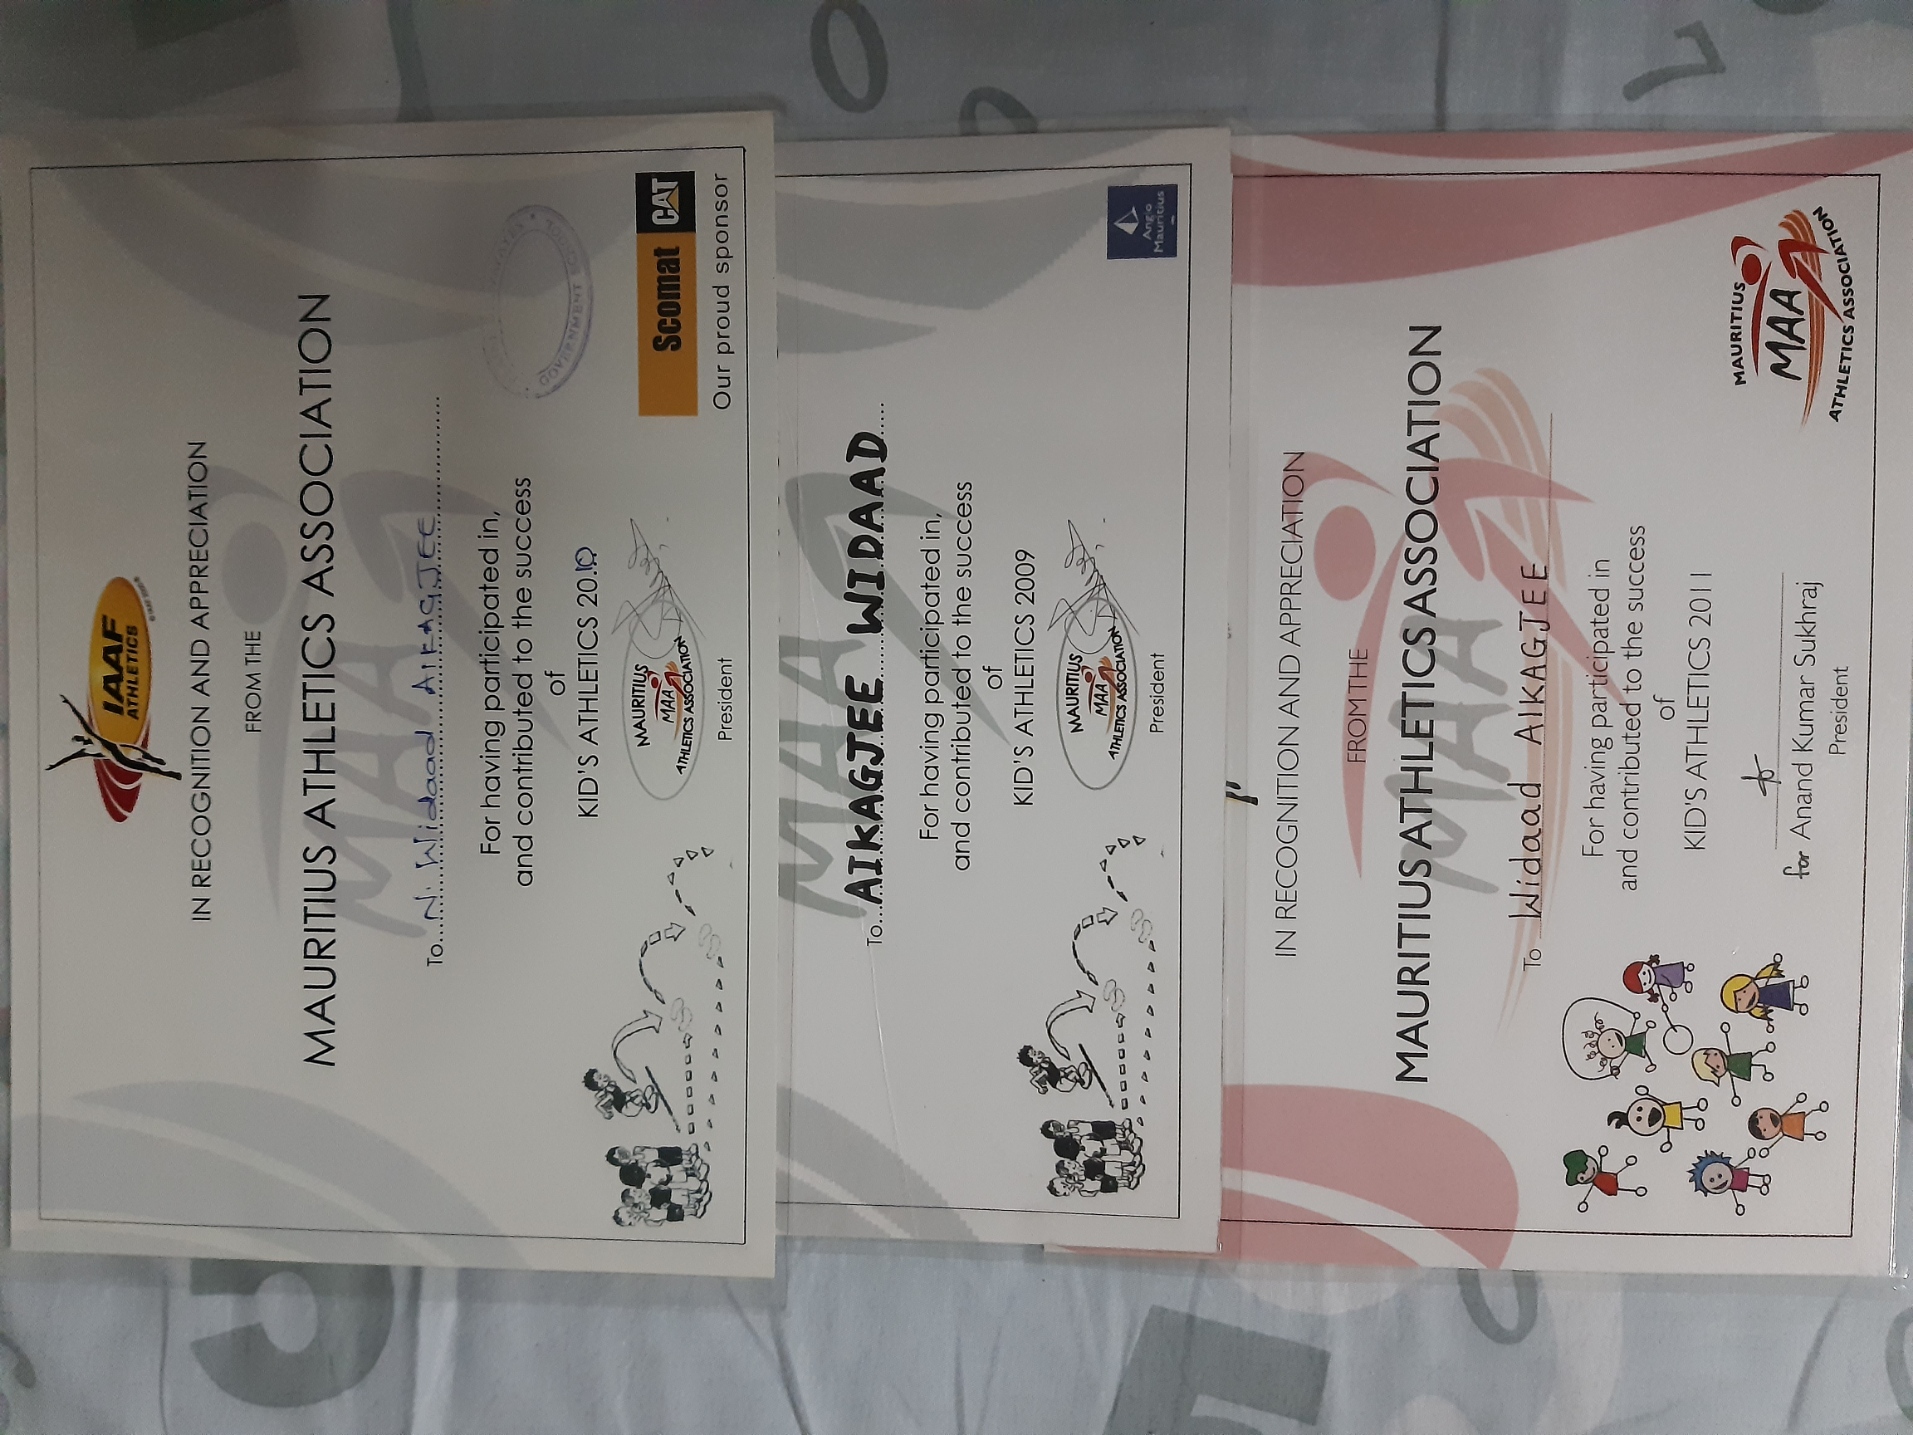 IAAF
ATHLETICS
IN RECOGNITION AND APPRECIATION
FROM THE
MAURITIUS ATHLETICS ASSOCIATION
MAA
To N. Widaad AIKAGJEE
For having participated in,
and contributed to the success
of
KID'S ATHLETICS 20.10
GOVERNMENT SCHOOL
MAURITIUS
MAA
ATHLETICS ASSOCIATION
President
Scomat CAT
Our proud sponsor
MAA
To AIKAGJEE WIDAAD
For having participated in,
and contributed to the success
of
KID'S ATHLETICS 2009
MAURITIUS
MAA
ATHLETICS ASSOCIATION
President
Anglo
Mauritius
IN RECOGNITION AND APPRECIATION
FROM THE
MAURITIUS ATHLETICS ASSOCIATION
MAA
To Widaad AIKAGJEE
For having participated in
and contributed to the success
of
KID'S ATHLETICS 2011
for Anand Kumar Sukhraj
President
MAURITIUS
MAA
ATHLETICS ASSOCIATION